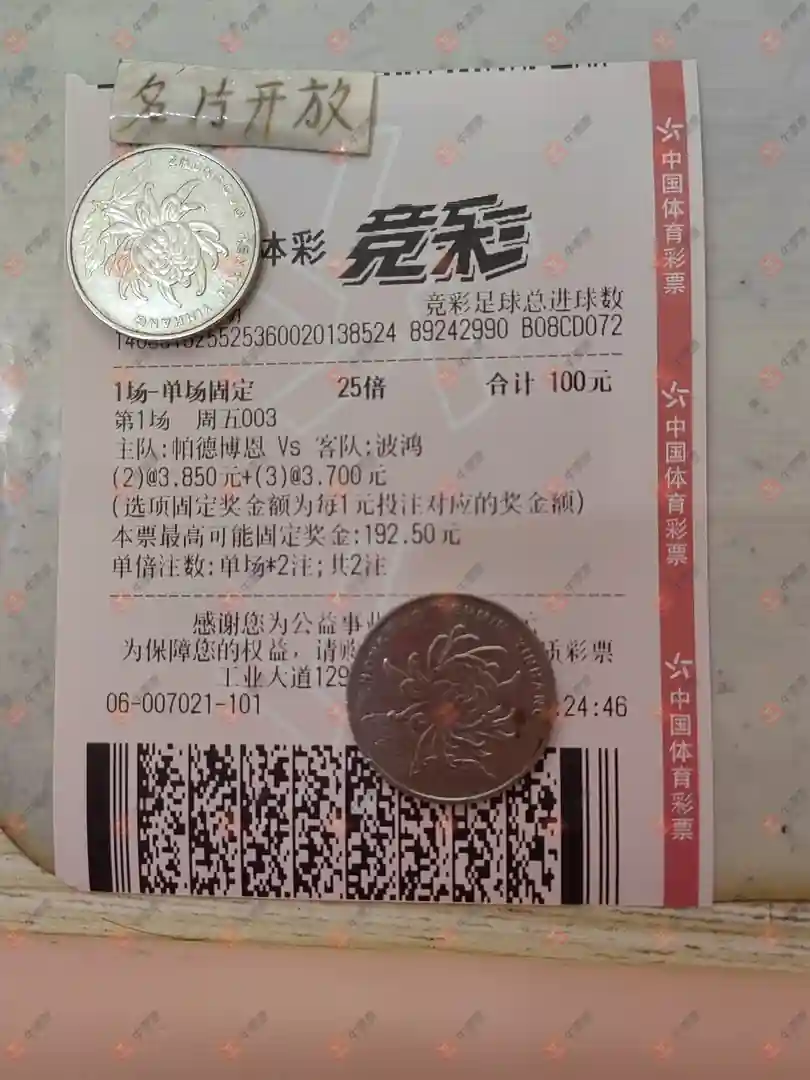 名片开放
本彩 竞彩
竞彩足球总进球数
89242990 B08CD072
1场-单场固定 25倍 合计 100元
第1场 周五003
主队:帕德博恩 Vs 客队:波鸿
(2)@3.850元+(3)@3.700元
(选项固定奖金额为每1元投注对应的奖金额)
本票最高可能固定奖金:192.50元
单倍注数:单场*2注;共2注
感谢您为公益事
为保障您的权益，请 质彩票
工业大道129
06-007021-101 :24:46
中国体育彩票
中国体育彩票
中国体育彩票